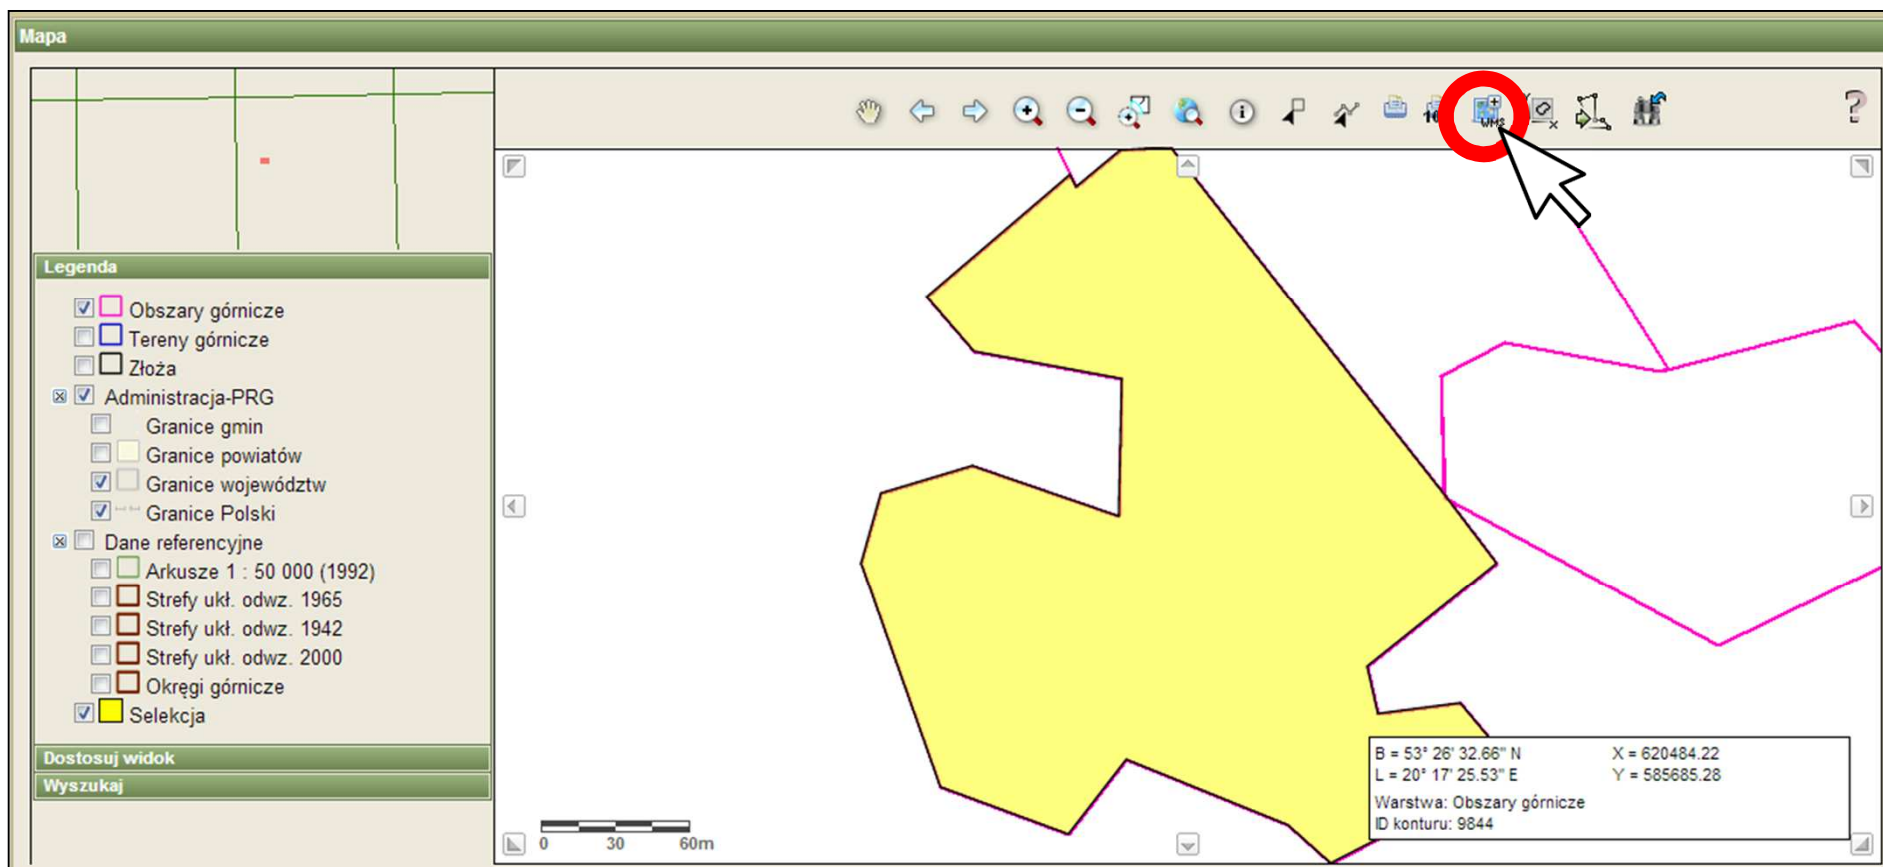 Mapa
WMS
?
Legenda
Obszary górnicze
Tereny górnicze
Złoża
Administracja-PRG
Granice gmin
Granice powiatów
Granice województw
Granice Polski
Dane referencyjne
Arkusze 1 : 50 000 (1992)
Strefy ukł. odwz. 1965
Strefy ukł. odwz. 1942
Strefy ukł. odwz. 2000
Okręgi górnicze
Selekcja
Dostosuj widok
Wyszukaj
B = 53° 26' 32.66" N X = 620484.22
L = 20° 17' 25.53" E Y = 585685.28
Warstwa: Obszary górnicze
ID konturu: 9844
0 30 60m